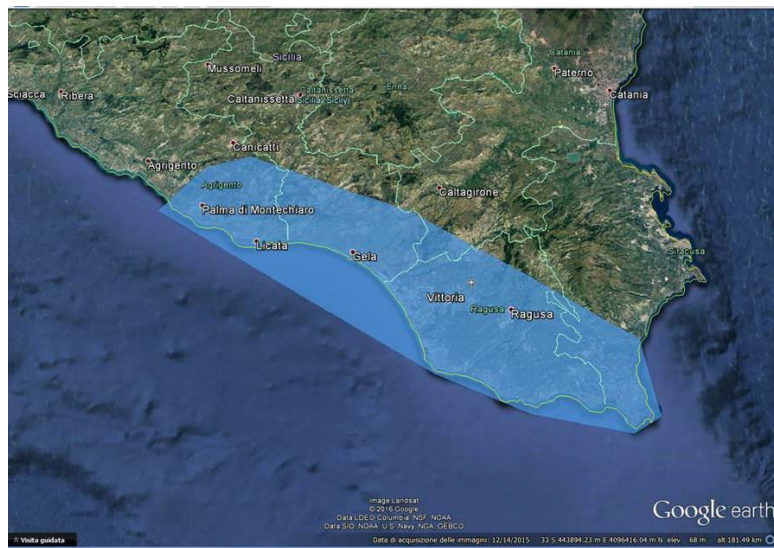 Sicilia
Catania
Mussomeli
Paternò
Caltanissetta
Enna
Sciacca
Ribera
Caltanissetta
Sicilia (Sicily)
Catania
Canicatti
Agrigento
Agrigento
Caltagirone
Palma di Montechiaro
Licata
Gela
Siracusa
Vittoria
Ragusa
Ragusa
Image Landsat
© 2016 Google
Data LDEO-Columbia, NSF, NOAA
Data SIO, NOAA, U.S. Navy, NGA, GEBCO
Google earth
Visita guidata
Data di acquisizione delle immagini: 12/14/2015 33 S 443894.23 m E 4096416.04 m N elev 68 m alt 181.49 km